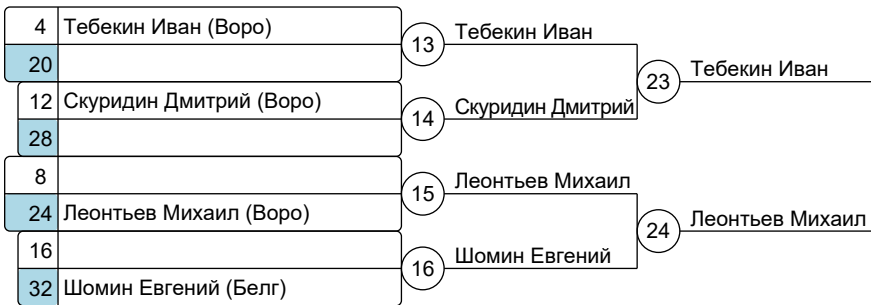 4 Тебекин Иван (Воро)
20
13 Тебекин Иван
12 Скуридин Дмитрий (Воро)
28
14 Скуридин Дмитрий
23 Тебекин Иван
8
24 Леонтьев Михаил (Воро)
15 Леонтьев Михаил
16
32 Шомин Евгений (Белг)
16 Шомин Евгений
24 Леонтьев Михаил